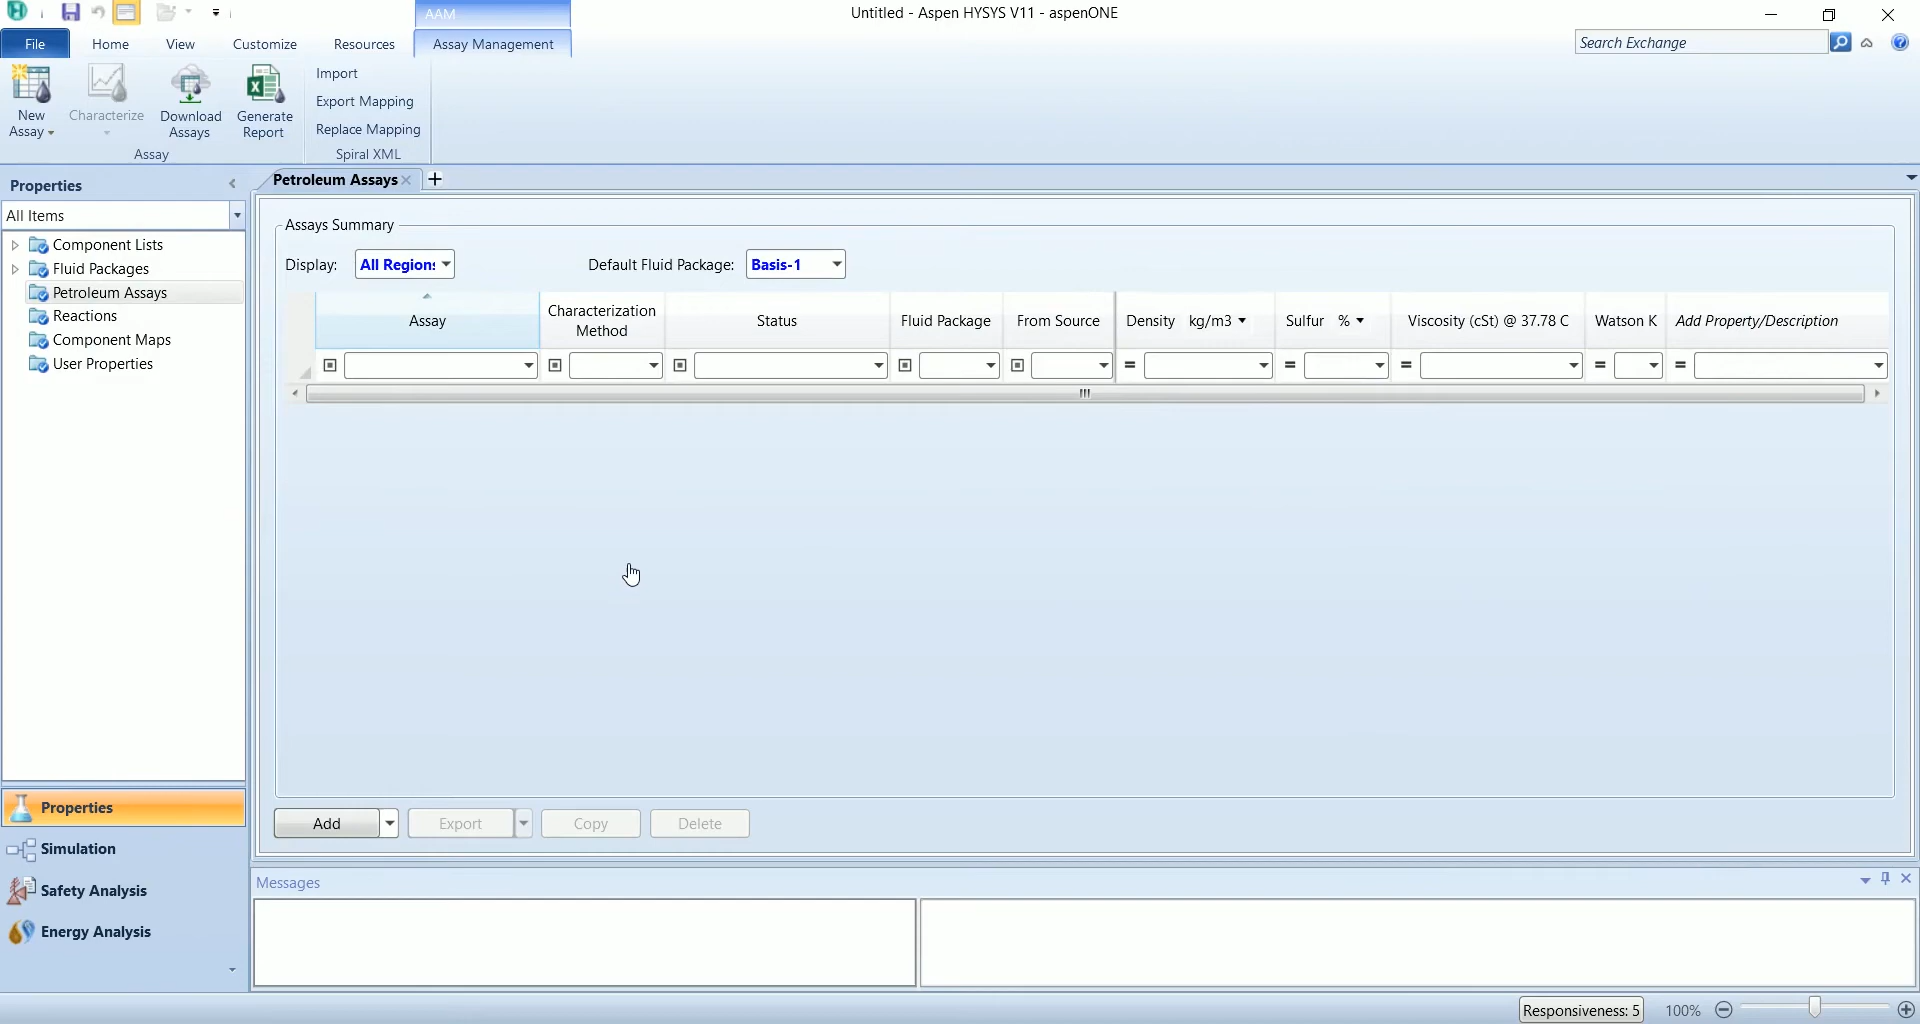 AAM
Untitled - Aspen HYSYS V11 - aspenONE
File
Home
View
Customize
Resources
Assay Management
Search Exchange
New
Assay
Characterize
Download
Assays
Generate
Report
Import
Export Mapping
Replace Mapping
Assay
Spiral XML
Properties
All Items
Component Lists
Fluid Packages
Petroleum Assays
Reactions
Component Maps
User Properties
Properties
Simulation
Safety Analysis
Energy Analysis
Petroleum Assays
Assays Summary
Display:
All Region
Default Fluid Package:
Basis-1
Assay
Characterization
Method
Status
Fluid Package
From Source
Density kg/m3
Sulfur %
Viscosity (cSt) @ 37.78 C
Watson K
Add Property/Description
= = = = =
Add
Export
Copy
Delete
Messages
Responsiveness: 5
100%